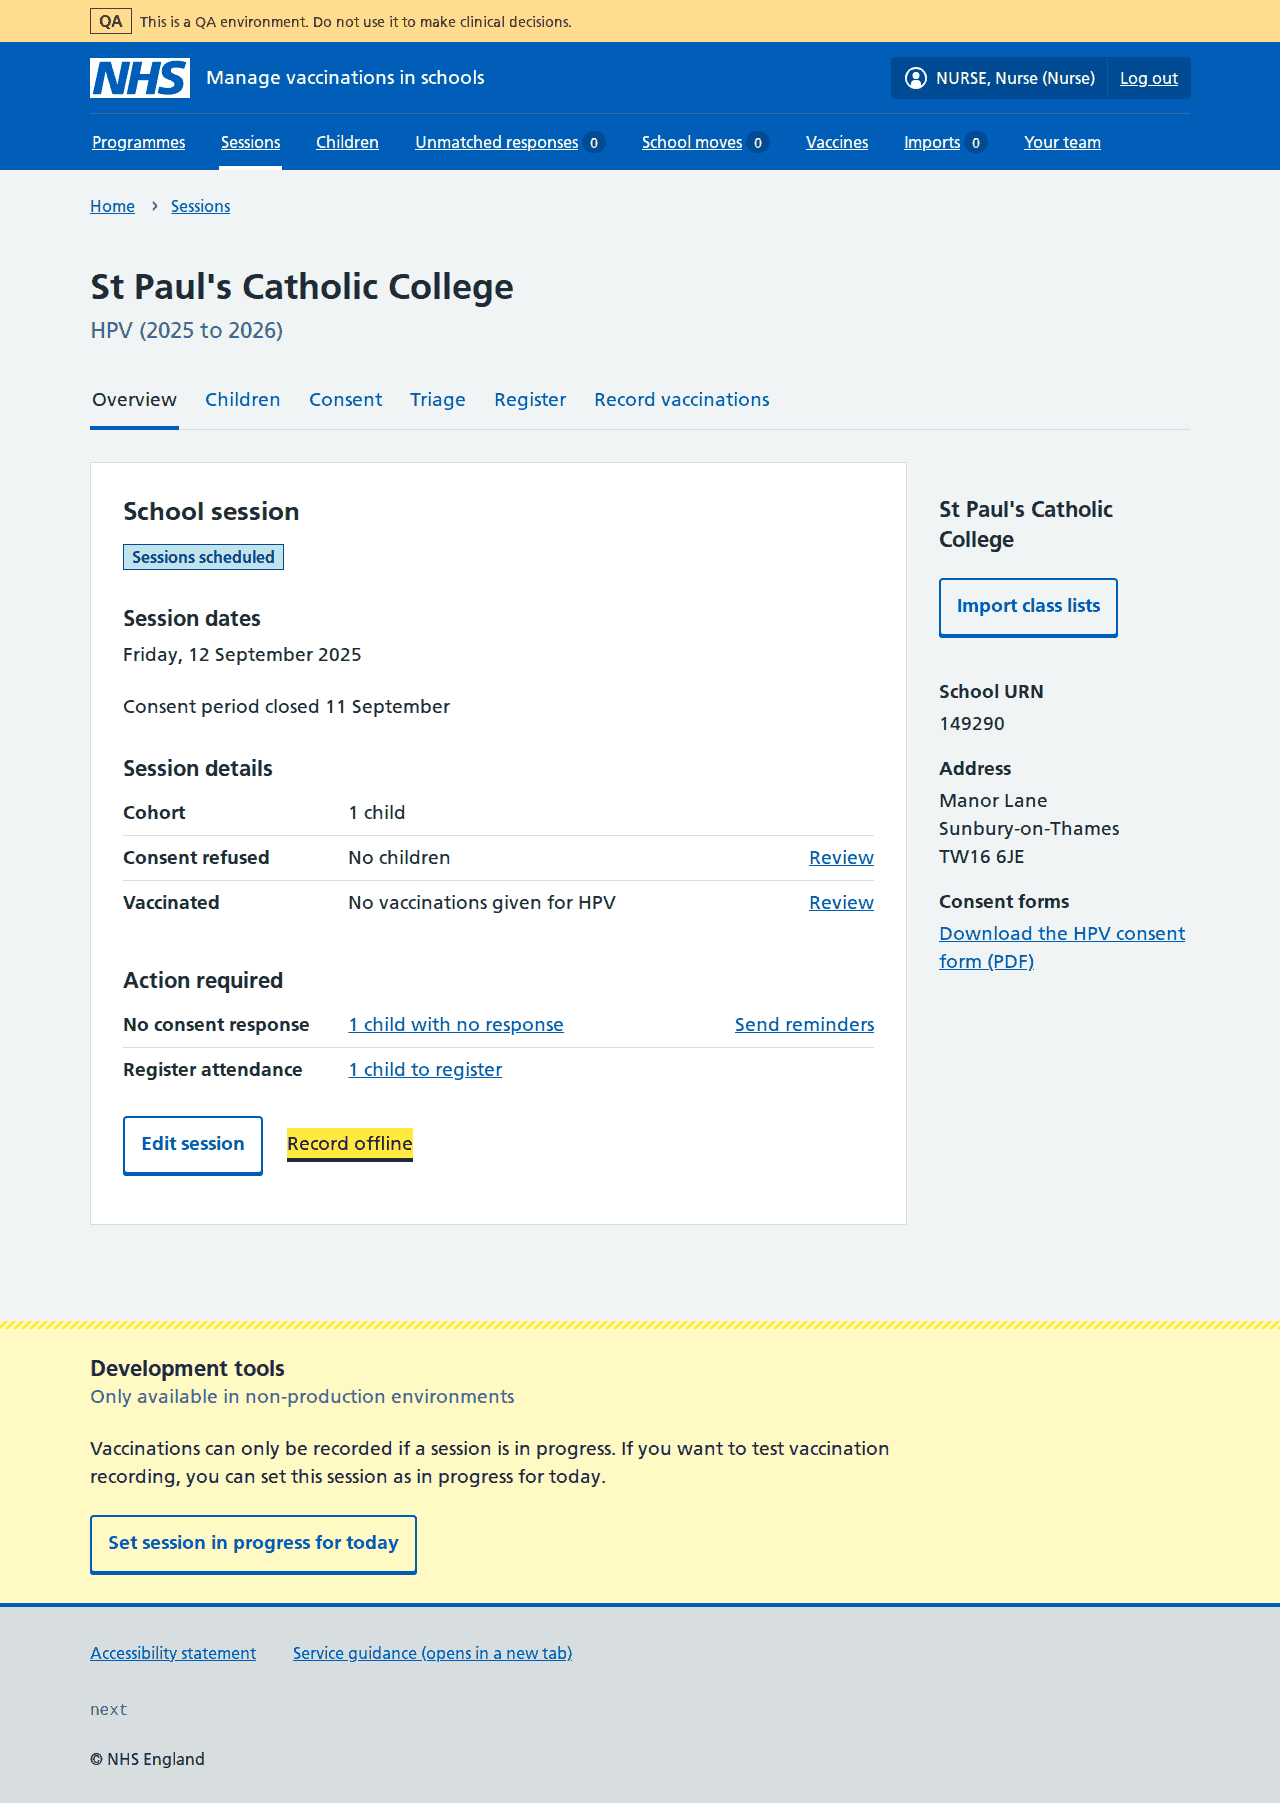 QA This is a QA environment. Do not use it to make clinical decisions.
NHS Manage vaccinations in schools NURSE, Nurse (Nurse) Log out
Programmes Sessions Children Unmatched responses 0 School moves 0 Vaccines Imports 0 Your team
Home › Sessions
St Paul's Catholic College
HPV (2025 to 2026)
Overview Children Consent Triage Register Record vaccinations
School session
Sessions scheduled
Session dates
Friday, 12 September 2025
Consent period closed 11 September
Session details
Cohort 1 child
Consent refused No children Review
Vaccinated No vaccinations given for HPV Review
Action required
No consent response 1 child with no response Send reminders
Register attendance 1 child to register
Edit session Record offline
St Paul's Catholic
College
Import class lists
School URN
149290
Address
Manor Lane
Sunbury-on-Thames
TW16 6JE
Consent forms
Download the HPV consent
form (PDF)
Development tools
Only available in non-production environments
Vaccinations can only be recorded if a session is in progress. If you want to test vaccination
recording, you can set this session as in progress for today.
Set session in progress for today
Accessibility statement Service guidance (opens in a new tab)
next
© NHS England